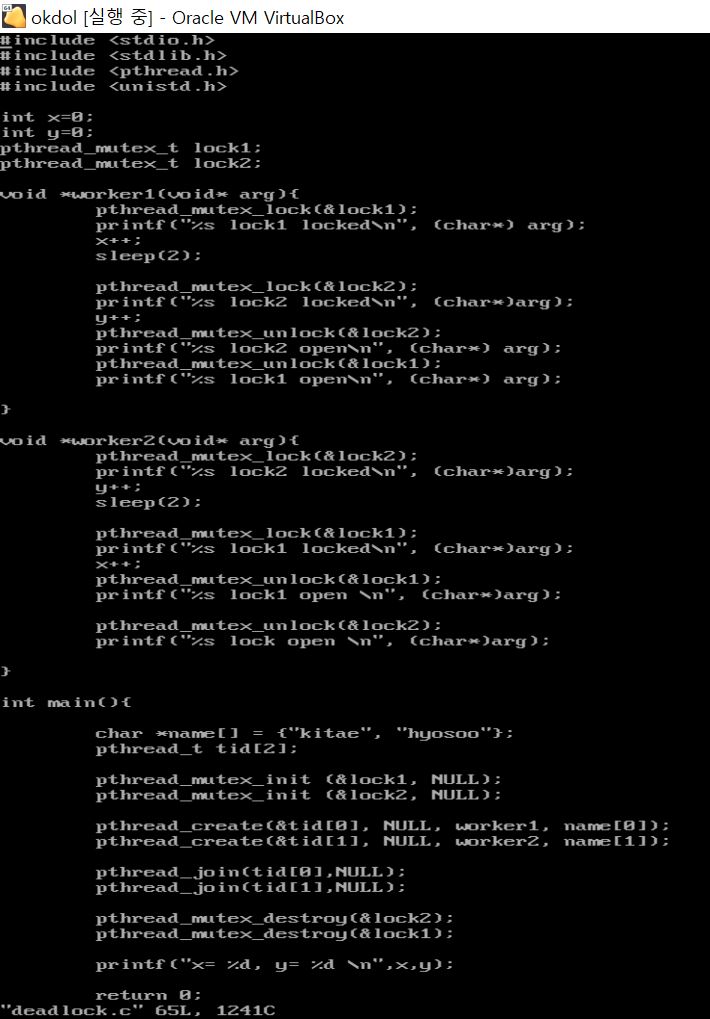 okdol [실행 중] - Oracle VM VirtualBox
#include <stdio.h>
#include <stdlib.h>
#include <pthread.h>
#include <unistd.h>

int x=0;
int y=0;
pthread_mutex_t lock1;
pthread_mutex_t lock2;

void *worker1(void* arg){
        pthread_mutex_lock(&lock1);
        printf("%s lock1 locked\n", (char*) arg);
        x++;
        sleep(2);

        pthread_mutex_lock(&lock2);
        printf("%s lock2 locked\n", (char*)arg);
        y++;
        pthread_mutex_unlock(&lock2);
        printf("%s lock2 open\n", (char*) arg);
        pthread_mutex_unlock(&lock1);
        printf("%s lock1 open\n", (char*) arg);

}

void *worker2(void* arg){
        pthread_mutex_lock(&lock2);
        printf("%s lock2 locked\n", (char*)arg);
        y++;
        sleep(2);

        pthread_mutex_lock(&lock1);
        printf("%s lock1 locked\n", (char*)arg);
        x++;
        pthread_mutex_unlock(&lock1);
        printf("%s lock1 open \n", (char*)arg);

        pthread_mutex_unlock(&lock2);
        printf("%s lock open \n", (char*)arg);

}

int main(){

        char *name[] = {"kitae", "hyosoo"};
        pthread_t tid[2];

        pthread_mutex_init (&lock1, NULL);
        pthread_mutex_init (&lock2, NULL);

        pthread_create(&tid[0], NULL, worker1, name[0]);
        pthread_create(&tid[1], NULL, worker2, name[1]);

        pthread_join(tid[0],NULL);
        pthread_join(tid[1],NULL);

        pthread_mutex_destroy(&lock2);
        pthread_mutex_destroy(&lock1);

        printf("x= %d, y= %d \n",x,y);

        return 0;
"deadlock.c" 65L, 1241C